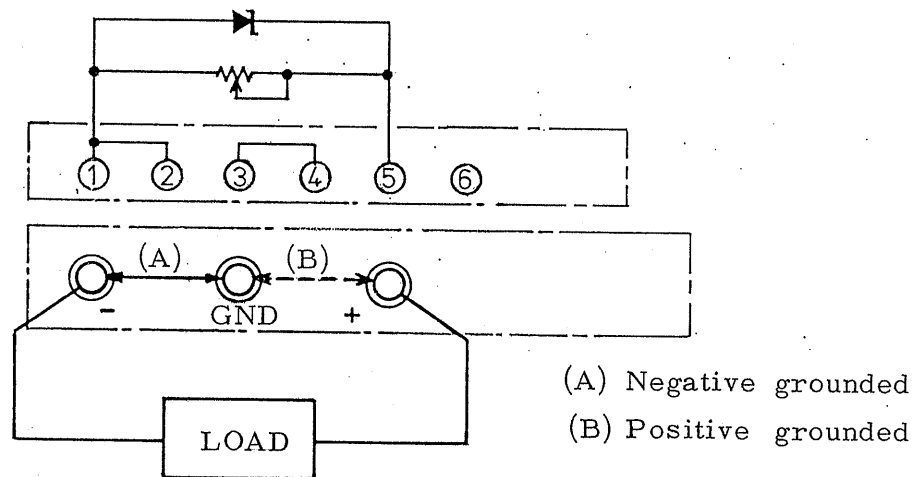 1 2 3 4 5 6
(A) (B)
- GND +
(A) Negative grounded
(B) Positive grounded
LOAD